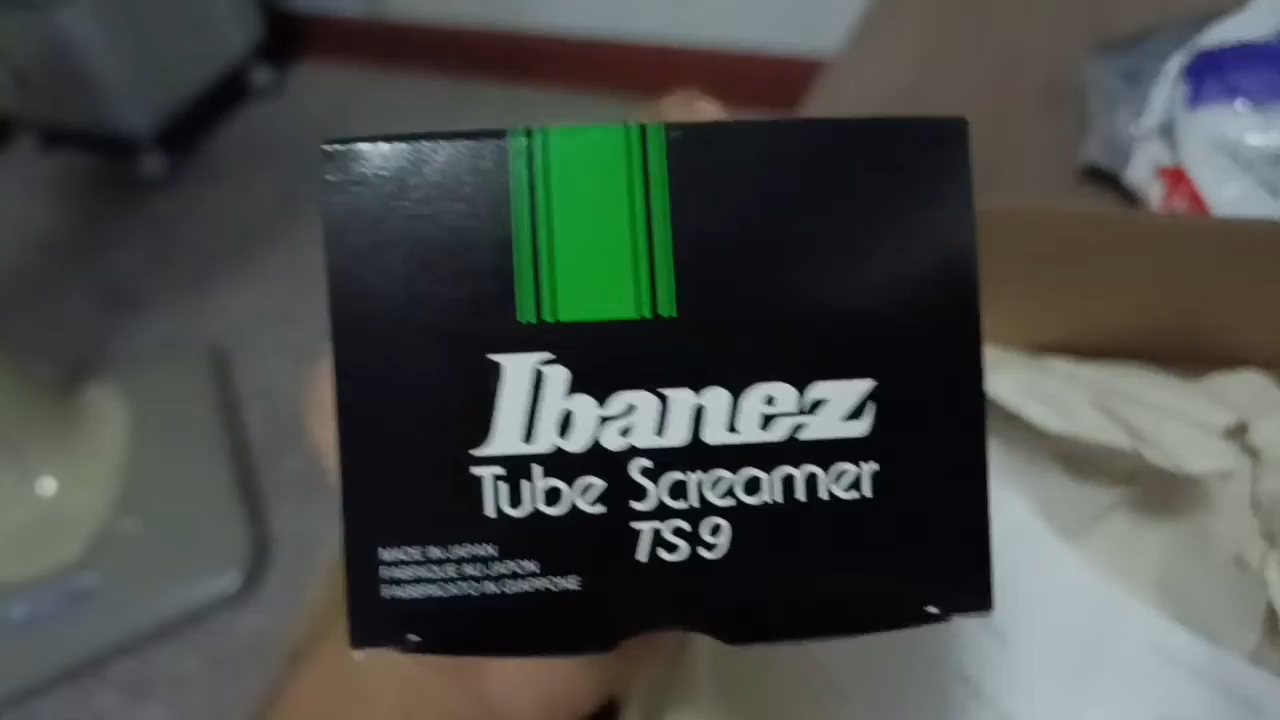 Ibanez
Tube Screamer
TS9
MADE IN JAPAN
FABRIQUE AU JAPON
FABBRICATO IN GIAPPONE